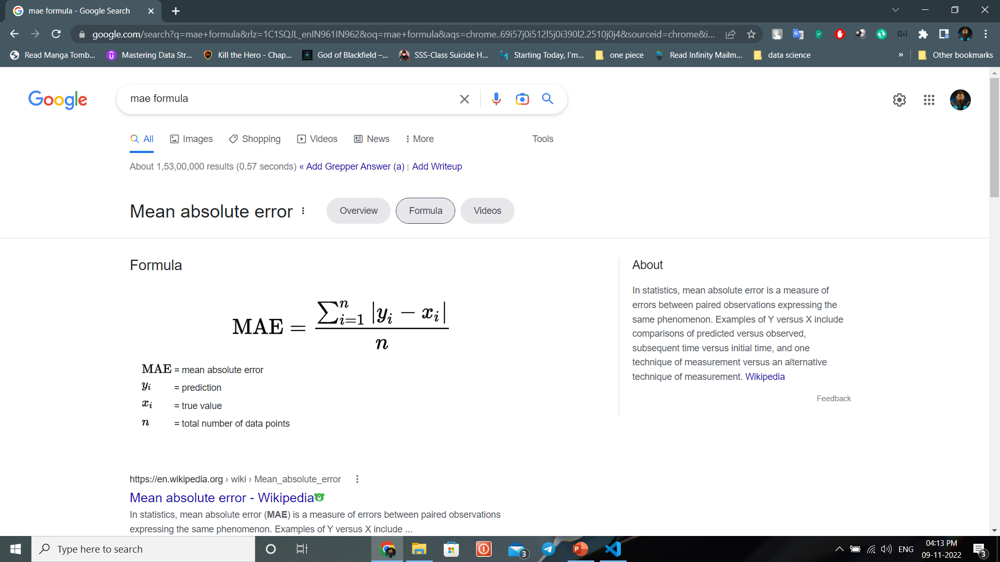 mae formula - Google Search
google.com/search?q=mae+formula&rlz=1C1SQJL_enIN961IN962&oq=mae+formula&aqs=chrome..69i57j0i512l5j0i390l2.2510j0j4&sourceid=chrome&i...
Read Manga Tomb... Mastering Data Str... Kill the Hero - Chap... God of Blackfield –... SSS-Class Suicide H... Starting Today, I'm... one piece Read Infinity Mailm... data science » Other bookmarks
Google
mae formula
All Images Shopping Videos News More Tools
About 1,53,00,000 results (0.57 seconds) « Add Grepper Answer (a) | Add Writeup
Mean absolute error Overview Formula Videos
Formula
MAE = ∑ⁿᵢ₌₁ |yᵢ − xᵢ| / n
MAE = mean absolute error
yᵢ = prediction
xᵢ = true value
n = total number of data points
About
In statistics, mean absolute error is a measure of
errors between paired observations expressing the
same phenomenon. Examples of Y versus X include
comparisons of predicted versus observed,
subsequent time versus initial time, and one
technique of measurement versus an alternative
technique of measurement. Wikipedia
Feedback
https://en.wikipedia.org › wiki › Mean_absolute_error
Mean absolute error - Wikipedia
In statistics, mean absolute error (MAE) is a measure of errors between paired observations
expressing the same phenomenon. Examples of Y versus X include ...
Type here to search
3
ENG
04:13 PM
09-11-2022
3